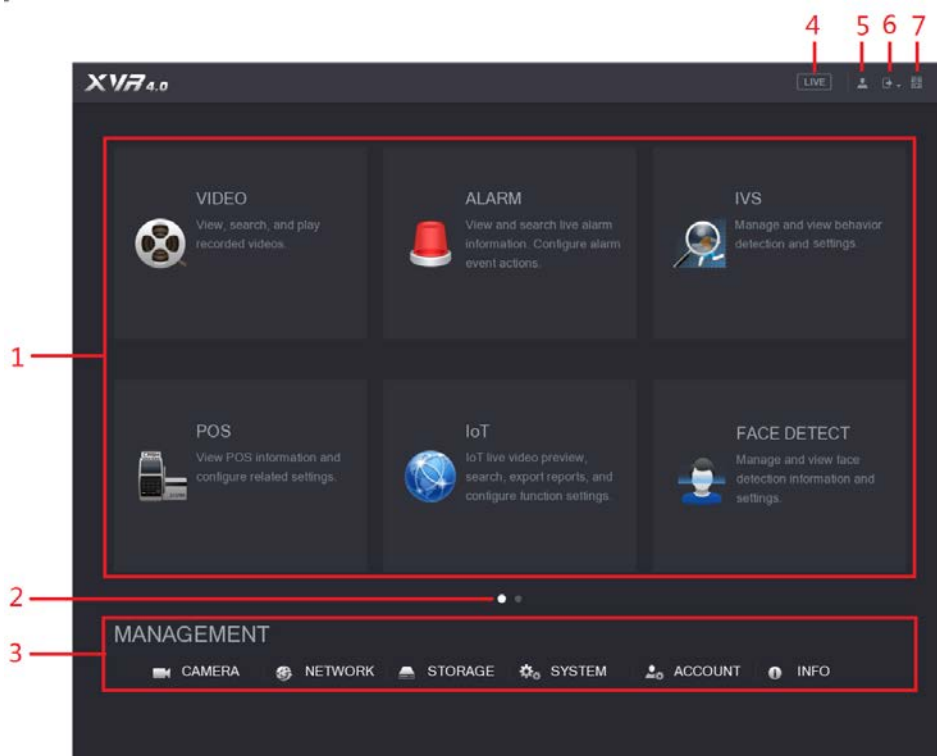 4 5 6 7
XVR 4.0
LIVE
VIDEO
View, search, and play
recorded videos.
ALARM
View and search live alarm
information. Configure alarm
event actions.
IVS
Manage and view behavior
detection and settings.
1
POS
View POS information and
configure related settings.
IoT
IoT live video preview,
search, export reports, and
configure function settings.
FACE DETECT
Manage and view face
detection information and
settings.
2
MANAGEMENT
3
CAMERA NETWORK STORAGE SYSTEM ACCOUNT INFO